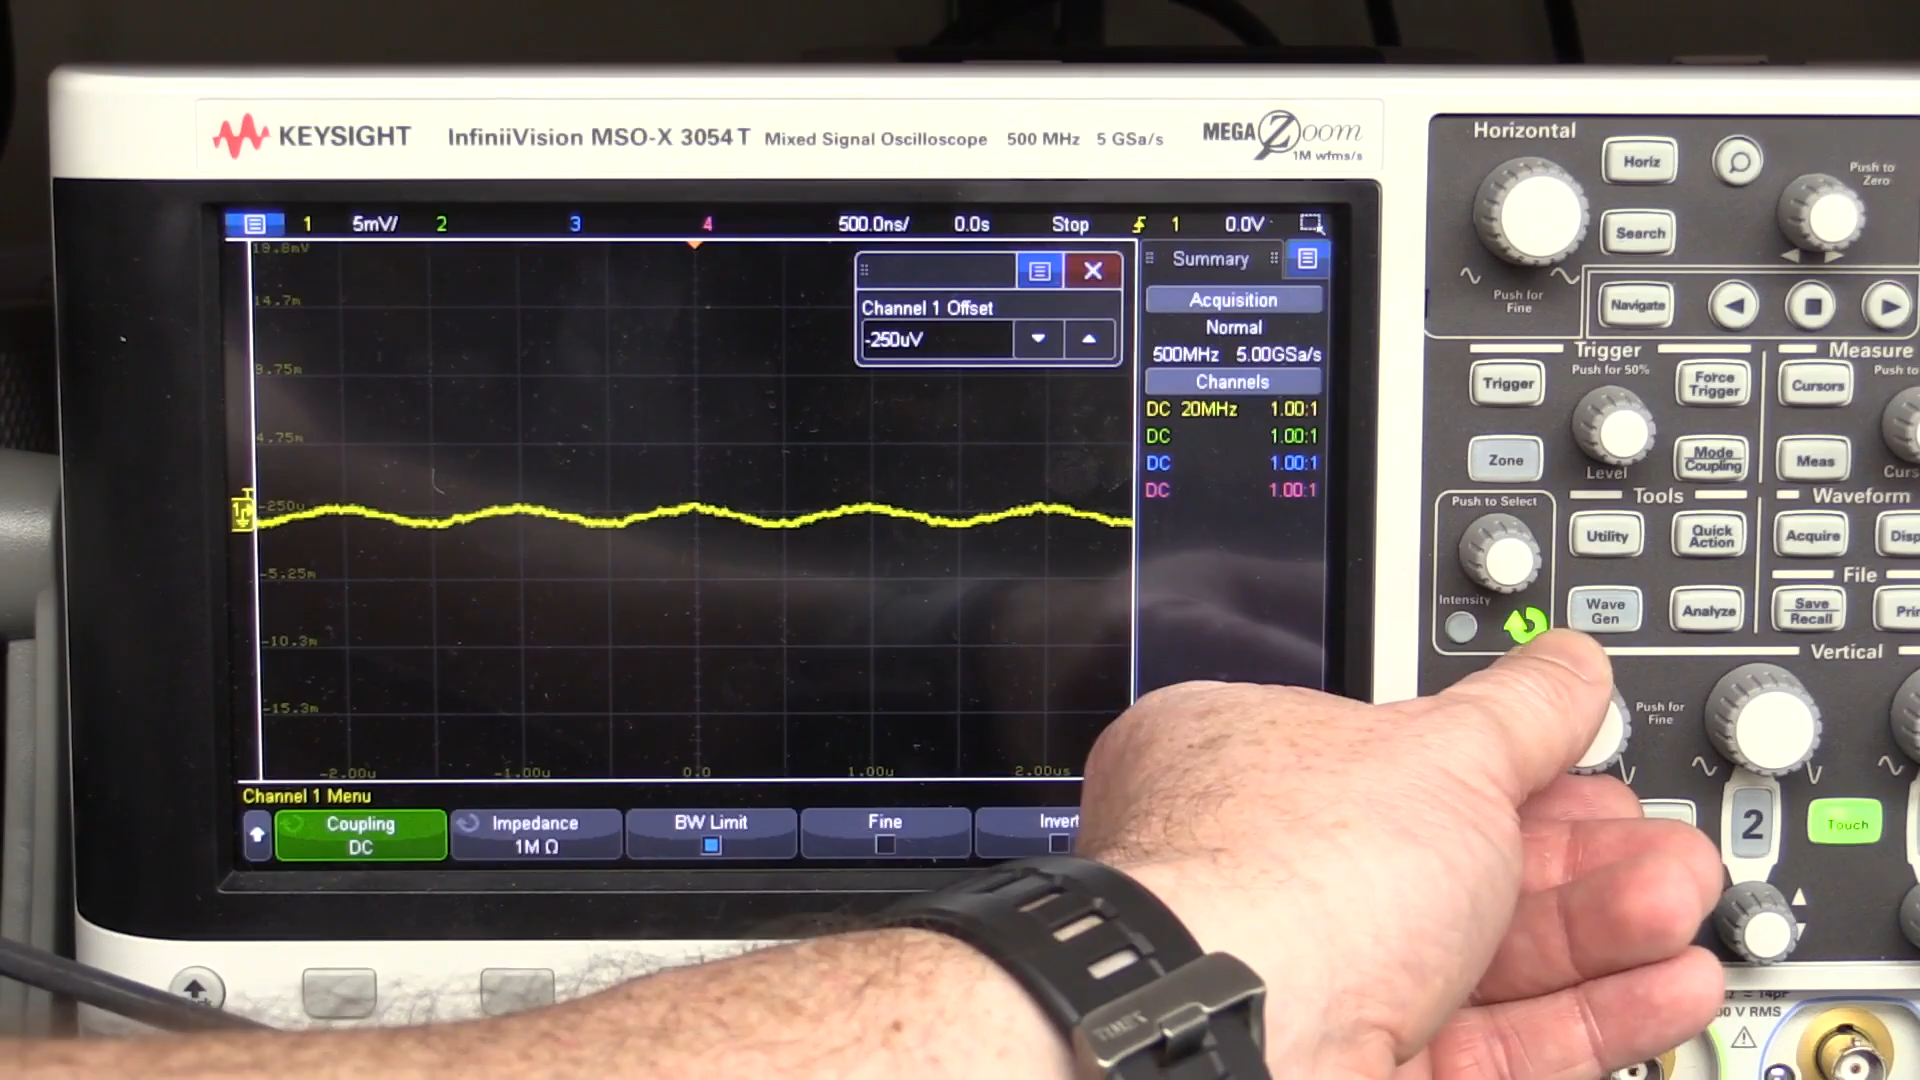 KEYSIGHT InfiniiVision MSO-X 3054T Mixed Signal Oscilloscope 500 MHz 5 GSa/s MEGA Zoom
1M wfms/s
1 5mV/ 2 3 4 500.0ns/ 0.0s Stop 1 0.0V
19.8mV
14.7m
9.75m
4.75m
-250u
-5.25m
-10.3m
-15.3m
-2.00u -1.00u 0.0 1.00u 2.00us
Channel 1 Offset
-250uV
Summary
Acquisition
Normal
500MHz 5.00GSa/s
Channels
DC 20MHz 1.00:1
DC 1.00:1
DC 1.00:1
DC 1.00:1
Channel 1 Menu
Coupling
DC
Impedance
1M Ω
BW Limit
Fine
Invert
Horizontal
Horiz
Push to
Zero
Search
Push for
Fine
Navigate
Trigger
Push for 50%
Measure
Push to
Trigger
Force
Trigger
Cursors
Zone
Level
Mode
Coupling
Meas
Curs
Push to Select
Tools
Waveform
Utility
Quick
Action
Acquire
Disp
Intensity
File
Wave
Gen
Analyze
Save
Recall
Prin
Vertical
Push for
Fine
2
Touch
14pF
00 V RMS